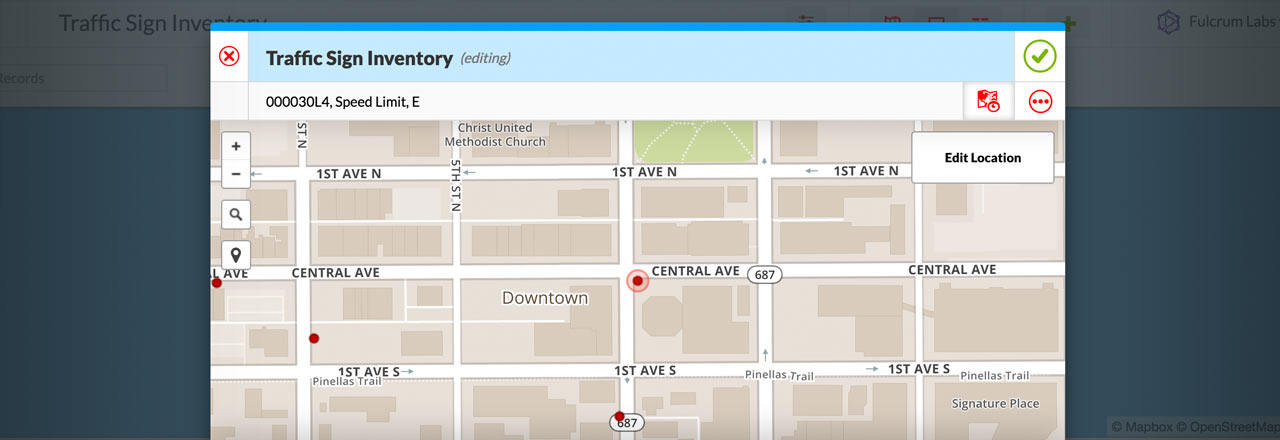 Traffic Sign Inventory
Fulcrum Labs
Records
Traffic Sign Inventory (editing)
000030L4, Speed Limit, E
Edit Location
Christ United
Methodist Church
ST N
5TH ST N
1ST AVE N
1ST AVE N
1ST AVE N
L AVE
CENTRAL AVE
CENTRAL AVE
687
CENTRAL AVE
Downtown
1ST AVE S
1ST AVE S
1ST AVE S
Pinellas Trail
Pinellas Trail
Pinellas Trail
Signature Place
687
© Mapbox © OpenStreetMap